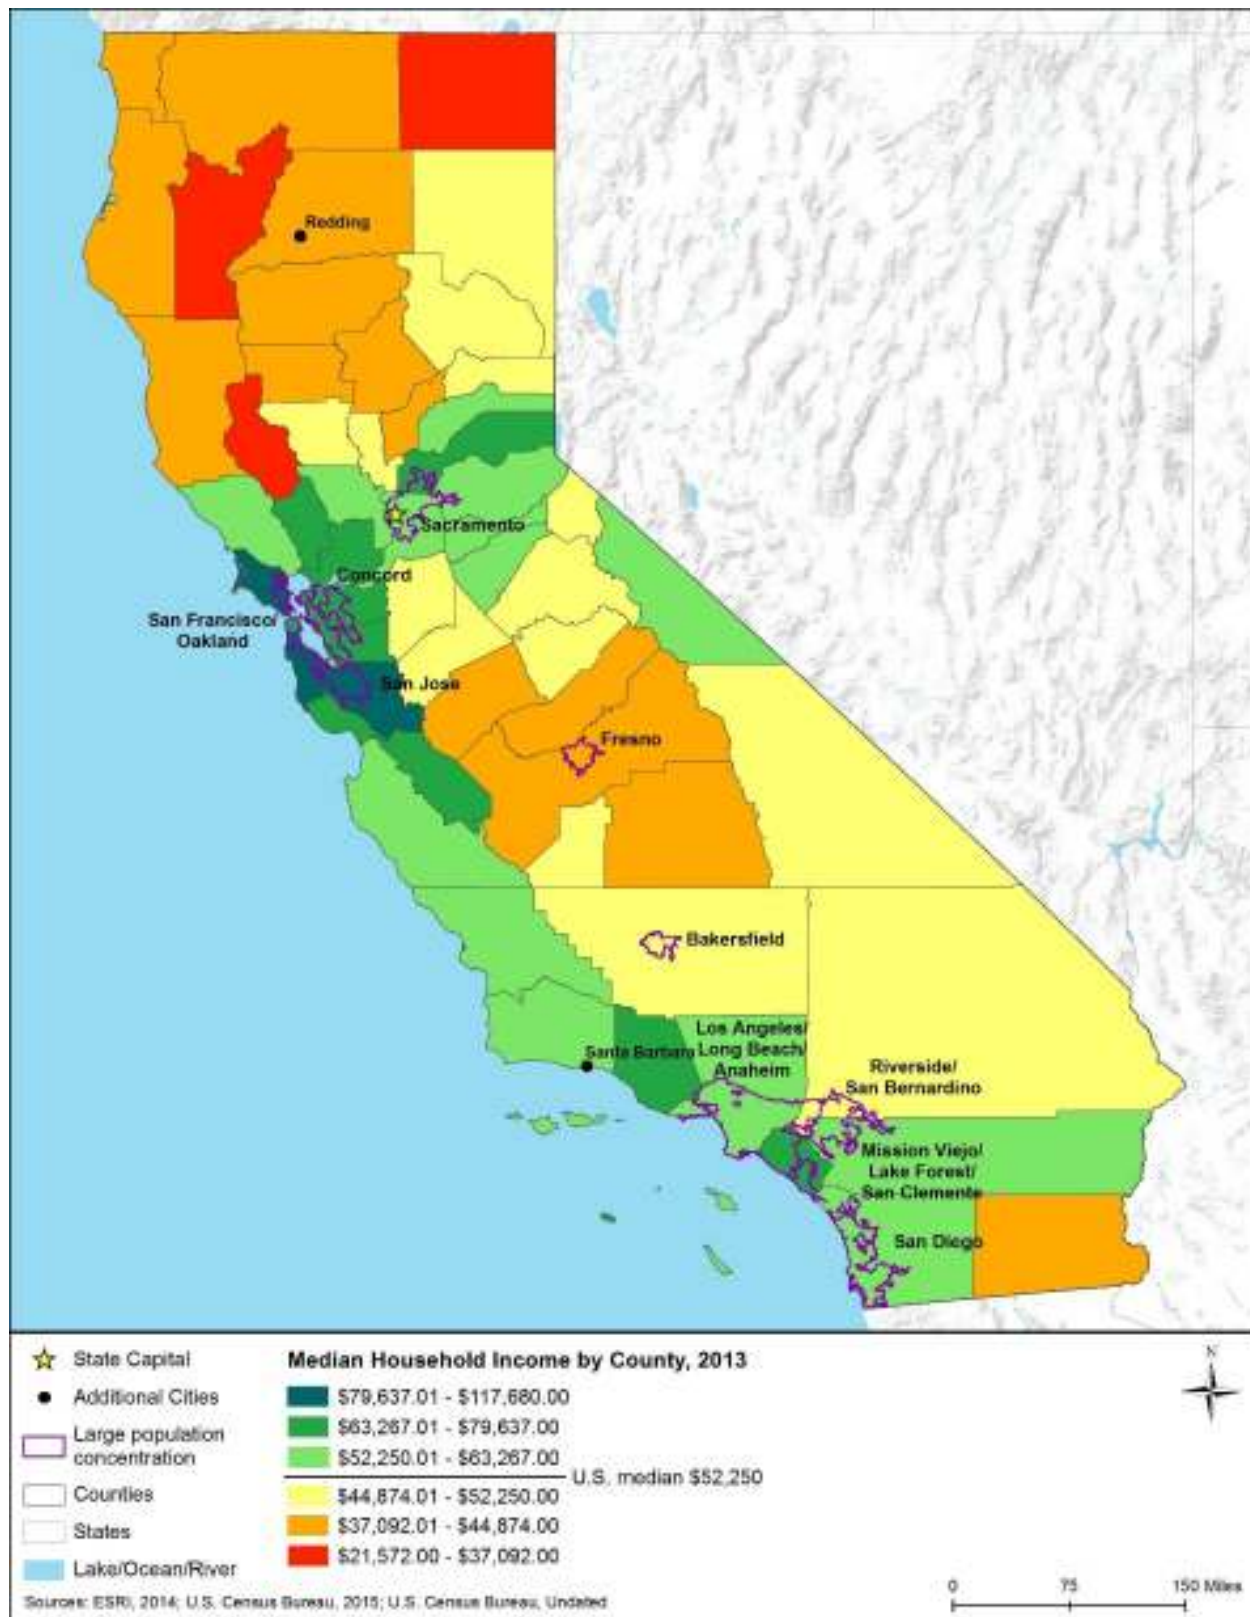 Redding
Sacramento
Concord
San Francisco/
Oakland
San Jose
Fresno
Bakersfield
Santa Barbara
Los Angeles/
Long Beach/
Anaheim
Riverside/
San Bernardino
Mission Viejo/
Lake Forest/
San Clemente
San Diego
State Capital
Additional Cities
Large population
concentration
Counties
States
Lake/Ocean/River
Median Household Income by County, 2013
$79,637.01 - $117,680.00
$63,267.01 - $79,637.00
$52,250.01 - $63,267.00
U.S. median $52,250
$44,874.01 - $52,250.00
$37,092.01 - $44,874.00
$21,572.00 - $37,092.00
N
0 75 150 Miles
Sources: ESRI, 2014; U.S. Census Bureau, 2015; U.S. Census Bureau, Undated